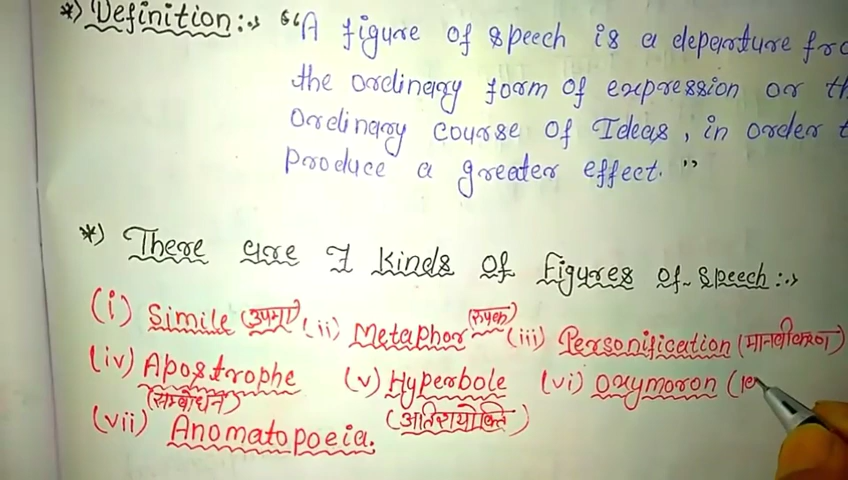 *) Definition:→ "A figure of speech is a departure fro
the ordinary form of expression or th
ordinary course of Ideas, in order t
produce a greater effect."
*) There are 7 kinds of figures of speech:→
(i) Simile (उपमा) (ii) Metaphor (रूपक) (iii) Personification (मानवीकरण)
(iv) Apostrophe (सम्बोधन) (v) Hyperbole (अतिशयोक्ति) (vi) Oxymoron (
(vii) Anomatopoeia.